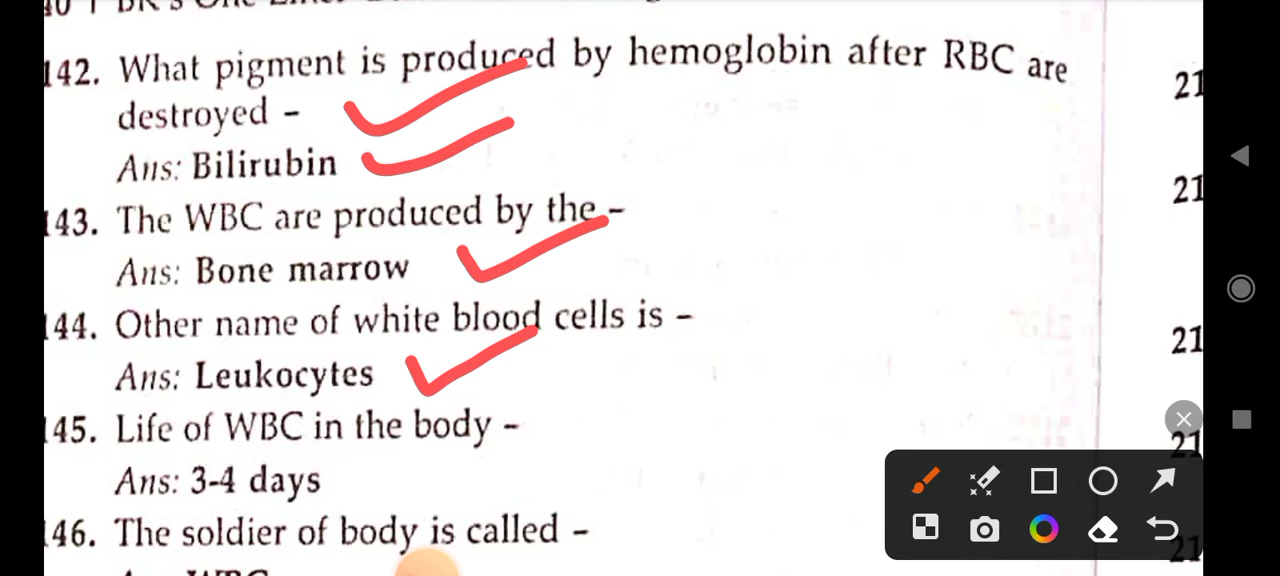 142. What pigment is produced by hemoglobin after RBC are
destroyed -
Ans: Bilirubin
143. The WBC are produced by the -
Ans: Bone marrow
144. Other name of white blood cells is -
Ans: Leukocytes
145. Life of WBC in the body -
Ans: 3-4 days
146. The soldier of body is called -
21
21
21
21
21